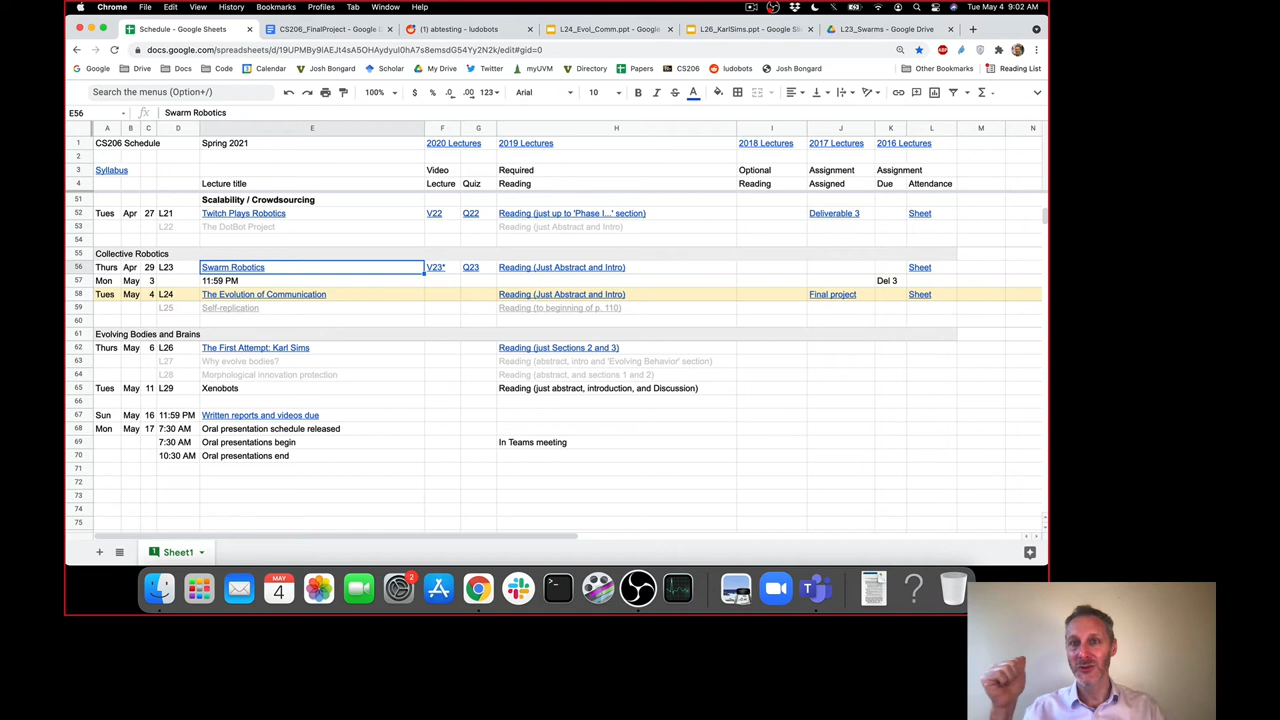 Chrome File Edit View History Bookmarks Profiles Tab Window Help Tue May 4 9:02 AM
Schedule - Google Sheets CS206_FinalProject - Google D (1) abtesting - ludobots L24_Evol_Comm.ppt - Google L26_KarlSims.ppt - Google Sli L23_Swarms - Google Drive
docs.google.com/spreadsheets/d/19UPMBy9IAEJt4sA5OHAydyul0hA7s8omgD54Yy2N2k/edit#gid=0
Google Drive Calendar Scholar My Drive Twitter myUVM Directory Josh Bongard Papers CS206 ludobots Josh Bongard Other Bookmarks Reading List
Search the menus (Option+/) 100% $ % .0 .00 123 Arial 10 B I S A
E56 fx Swarm Robotics
A B C D E F G H I J K L M N
1 CS206 Schedule Spring 2021 2020 Lectures 2019 Lectures 2018 Lectures 2017 Lectures 2016 Lectures
2
3 Syllabus Video Required Optional Assignment Assignment
4 Lecture title Lecture Quiz Reading Reading Assigned Due Attendance
51 Scalability / Crowdsourcing
52 Tues Apr 27 L21 Twitch Plays Robotics V22 Q22 Reading (just up to 'Phase I...' section) Deliverable 3 Sheet
53 L22 The DotBot Project Reading (just Abstract and Intro)
54
55 Collective Robotics
56 Thurs Apr 29 L23 Swarm Robotics V23* Q23 Reading (Just Abstract and Intro) Sheet
57 Mon May 3 11:59 PM Del 3
58 Tues May 4 L24 The Evolution of Communication Reading (Just Abstract and Intro) Final project Sheet
59 L25 Self-replication Reading (to beginning of p. 110)
60
61 Evolving Bodies and Brains
62 Thurs May 6 L26 The First Attempt: Karl Sims Reading (just Sections 2 and 3)
63 L27 Why evolve bodies? Reading (abstract, intro and 'Evolving Behavior' section)
64 L28 Morphological innovation protection Reading (abstract, and sections 1 and 2)
65 Tues May 11 L29 Xenobots Reading (just abstract, introduction, and Discussion)
66
67 Sun May 16 11:59 PM Written reports and videos due
68 Mon May 17 7:30 AM Oral presentation schedule released
69 7:30 AM Oral presentations begin In Teams meeting
70 10:30 AM Oral presentations end
71
72
73
74
75
Sheet1
MAY
4
2